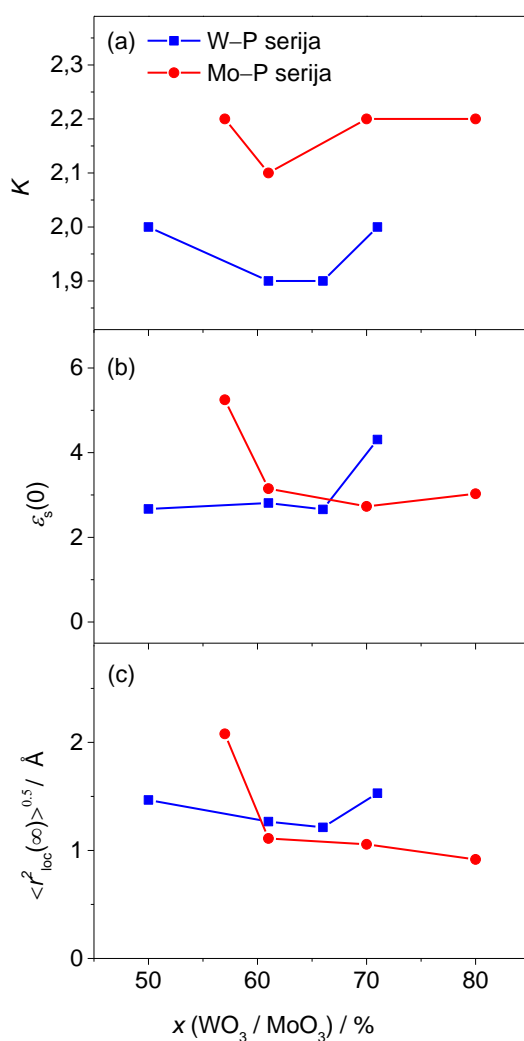 (a)
W–P serija
Mo–P serija
2,3
2,2
2,1
2,0
1,9
K
(b)
6
4
2
0
εs(0)
(c)
2
1
0
<r²loc(∞)>^0.5 / Å
50 60 70 80
x (WO₃ / MoO₃) / %